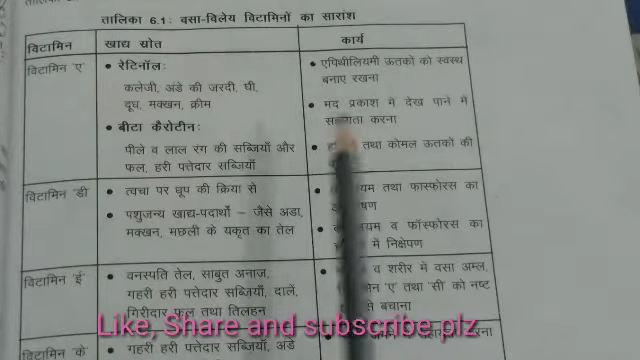 तालिका 6.1: वसा-विलेय विटामिनों का सारांश
विटामिन
खाद्य स्रोत
कार्य
विटामिन 'ए'
• रेटिनॉल:
कलेजी, अंडे की जरदी, घी,
दूध, मक्खन, क्रीम
• बीटा कैरोटीन:
पीले व लाल रंग की सब्जियाँ और
फल, हरी पत्तेदार सब्जियाँ
• एपिथीलियमी ऊतकों को स्वस्थ
बनाए रखना
• मंद प्रकाश में देख पाने में
करना
तथा कोमल ऊतकों की
विटामिन 'डी'
• त्वचा पर धूप की क्रिया से
• पशुजन्य खाद्य-पदार्थों – जैसे अंडा,
मक्खन, मछली के यकृत का तेल
तथा फास्फोरस का
व फॉस्फोरस का
में निक्षेपण
विटामिन 'ई'
• वनस्पति तेल, साबुत अनाज,
गहरी हरी पत्तेदार सब्जियाँ, दालें,
गिरीदार फल तथा तिलहन
व शरीर में वसा अम्ल,
'ए' तथा 'सी' को नष्ट
से बचाना
विटामिन 'के'
• गहरी हरी पत्तेदार सब्जियाँ, अंडे
Like, Share and subscribe plz